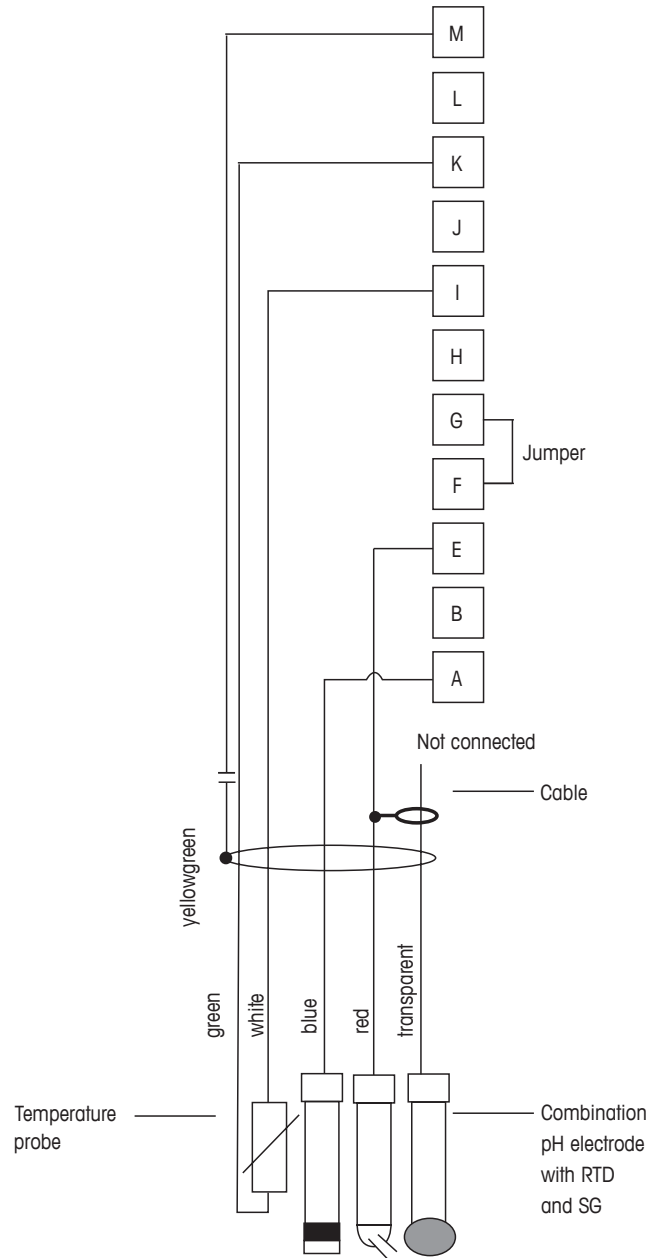 M
L
K
J
I
H
G
Jumper
F
E
B
A
Not connected
Cable
yellowgreen
green
white
blue
red
transparent
Temperature
probe
Combination
pH electrode
with RTD
and SG